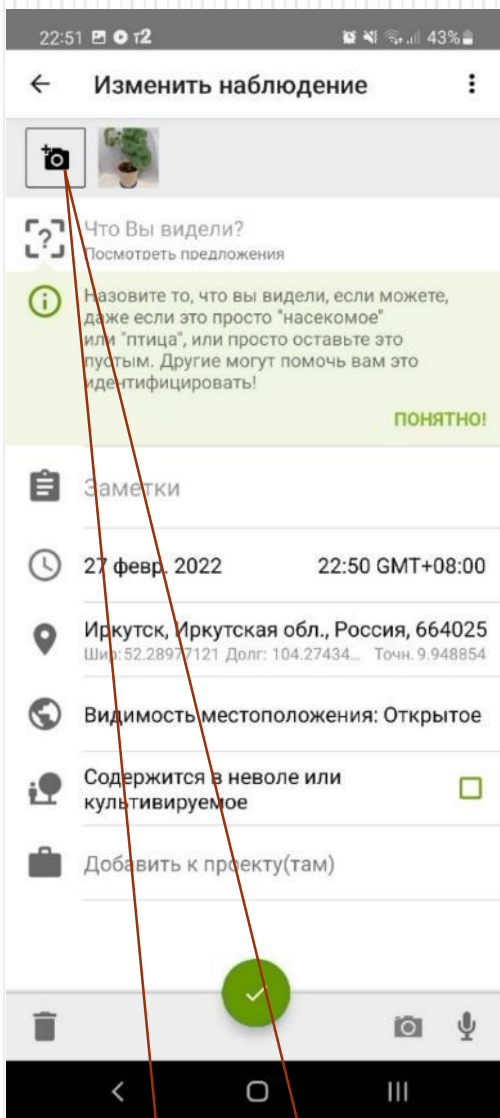 22:51 т2 43%
Изменить наблюдение
Что Вы видели?
Посмотреть предложения
Назовите то, что вы видели, если можете,
даже если это просто "насекомое"
или "птица", или просто оставьте это
пустым. Другие могут помочь вам это
идентифицировать!
ПОНЯТНО!
Заметки
27 февр. 2022 22:50 GMT+08:00
Иркутск, Иркутская обл., Россия, 664025
Шир:52.28977121 Долг: 104.27434... Точн.9.948854
Видимость местоположения: Открытое
Содержится в неволе или
культивируемое
Добавить к проекту(там)